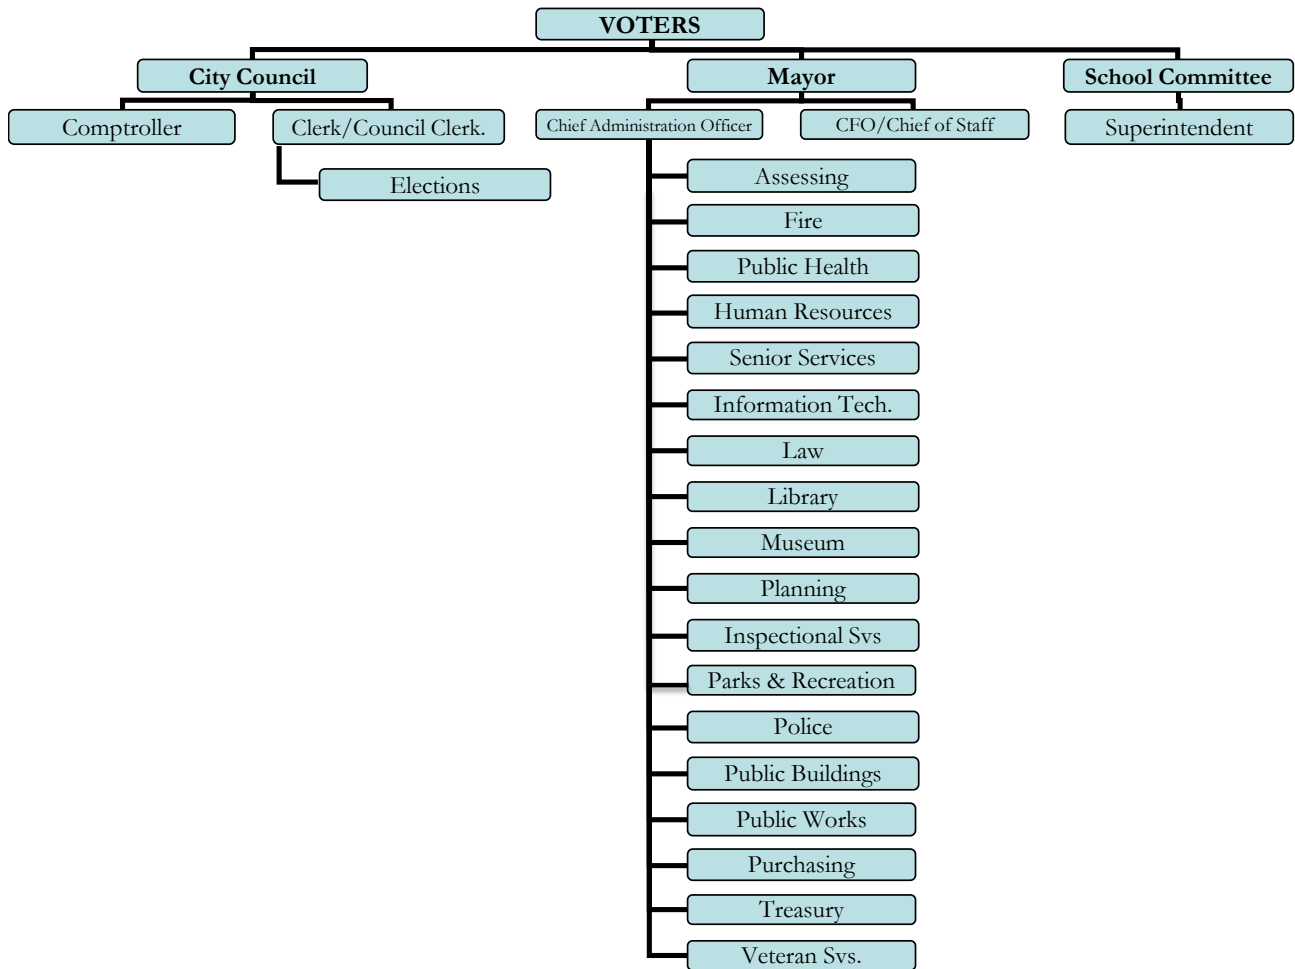 VOTERS
City Council
Mayor
School Committee
Comptroller
Clerk/Council Clerk.
Chief Administration Officer
CFO/Chief of Staff
Superintendent
Elections
Assessing
Fire
Public Health
Human Resources
Senior Services
Information Tech.
Law
Library
Museum
Planning
Inspectional Svs
Parks & Recreation
Police
Public Buildings
Public Works
Purchasing
Treasury
Veteran Svs.